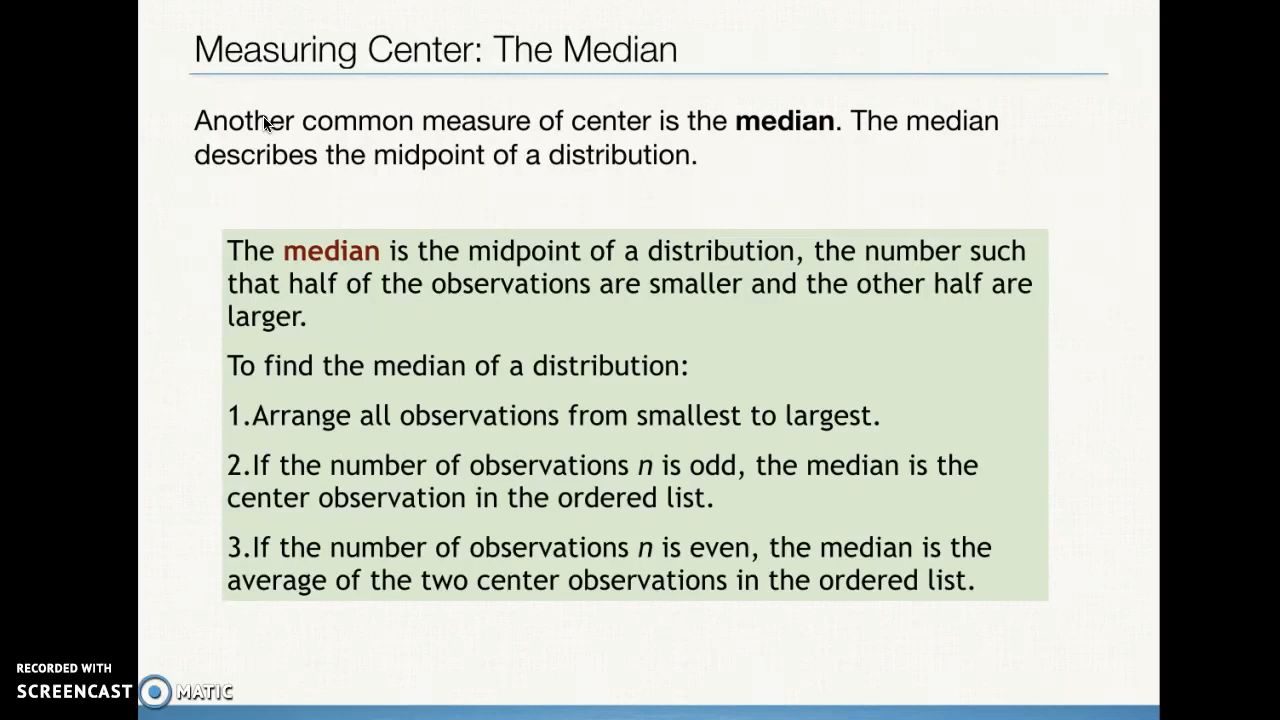 Measuring Center: The Median
Another common measure of center is the median. The median
describes the midpoint of a distribution.
The median is the midpoint of a distribution, the number such
that half of the observations are smaller and the other half are
larger.
To find the median of a distribution:
1.Arrange all observations from smallest to largest.
2.If the number of observations n is odd, the median is the
center observation in the ordered list.
3.If the number of observations n is even, the median is the
average of the two center observations in the ordered list.
RECORDED WITH
SCREENCAST MATIC